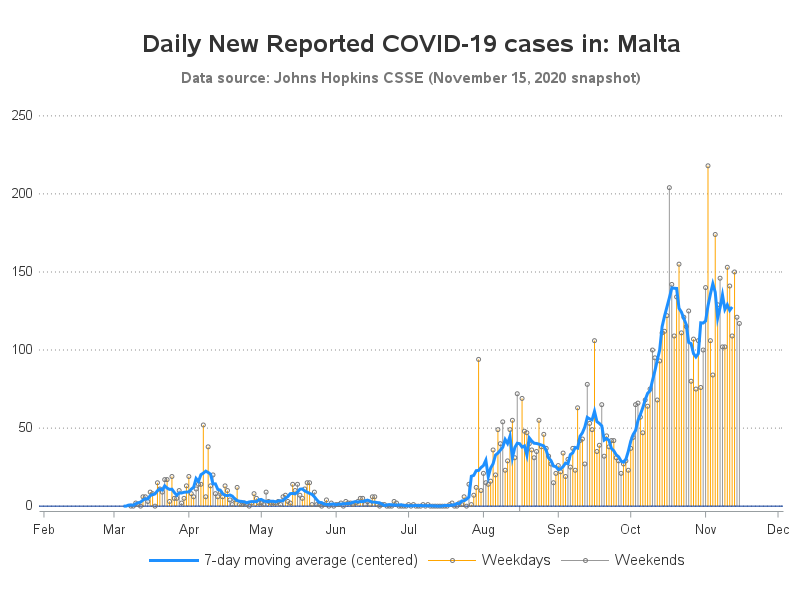 Daily New Reported COVID-19 cases in: Malta
Data source: Johns Hopkins CSSE (November 15, 2020 snapshot)
250
200
150
100
50
0
Feb Mar Apr May Jun Jul Aug Sep Oct Nov Dec
7-day moving average (centered) Weekdays Weekends